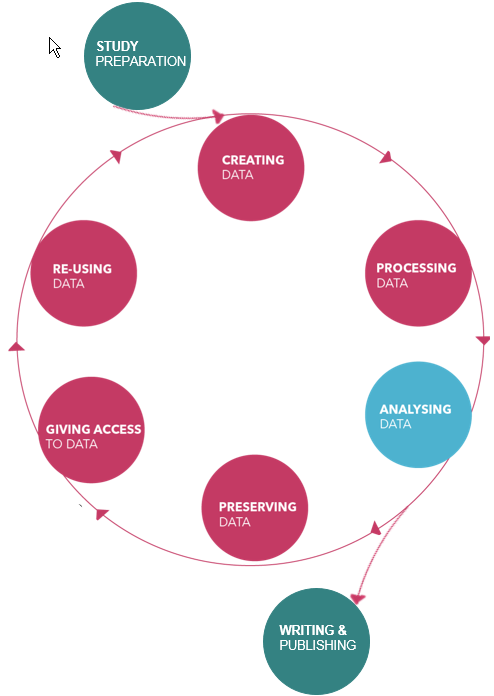 STUDY
PREPARATION
CREATING
DATA
RE-USING
DATA
PROCESSING
DATA
ANALYSING
DATA
GIVING ACCESS
TO DATA
PRESERVING
DATA
WRITING &
PUBLISHING